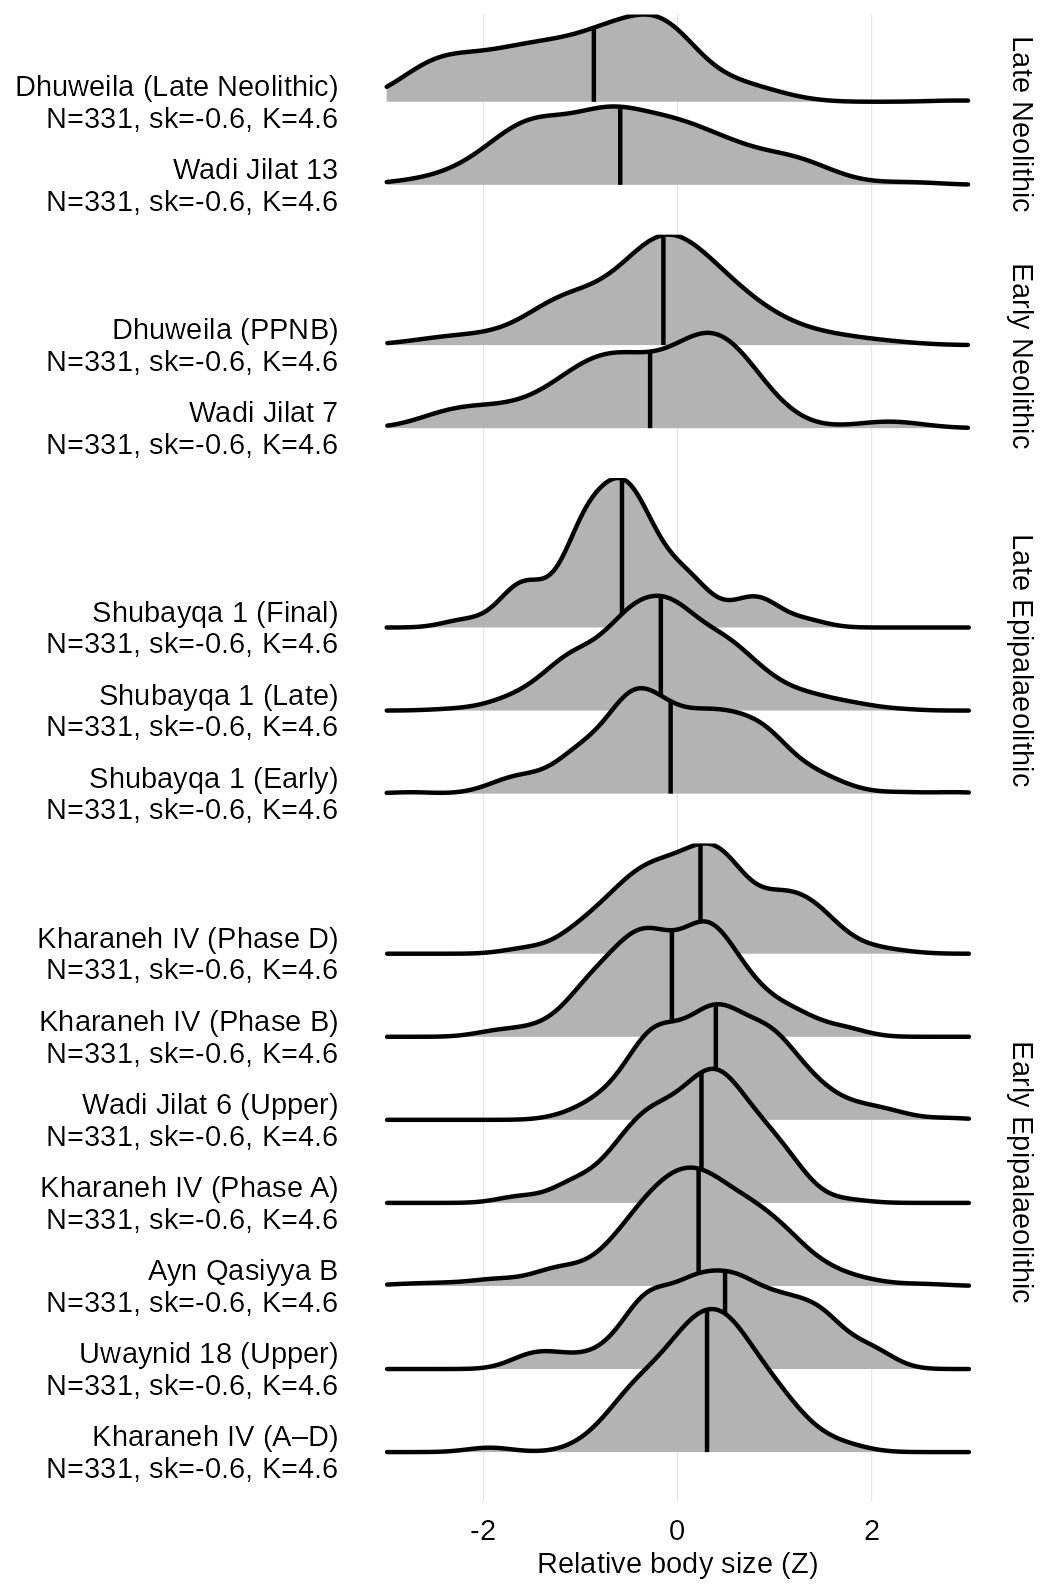 Late Neolithic
Dhuweila (Late Neolithic)
N=331, sk=-0.6, K=4.6
Wadi Jilat 13
N=331, sk=-0.6, K=4.6
Early Neolithic
Dhuweila (PPNB)
N=331, sk=-0.6, K=4.6
Wadi Jilat 7
N=331, sk=-0.6, K=4.6
Late Epipalaeolithic
Shubayqa 1 (Final)
N=331, sk=-0.6, K=4.6
Shubayqa 1 (Late)
N=331, sk=-0.6, K=4.6
Shubayqa 1 (Early)
N=331, sk=-0.6, K=4.6
Early Epipalaeolithic
Kharaneh IV (Phase D)
N=331, sk=-0.6, K=4.6
Kharaneh IV (Phase B)
N=331, sk=-0.6, K=4.6
Wadi Jilat 6 (Upper)
N=331, sk=-0.6, K=4.6
Kharaneh IV (Phase A)
N=331, sk=-0.6, K=4.6
Ayn Qasiyya B
N=331, sk=-0.6, K=4.6
Uwaynid 18 (Upper)
N=331, sk=-0.6, K=4.6
Kharaneh IV (A–D)
N=331, sk=-0.6, K=4.6
-2 0 2
Relative body size (Z)